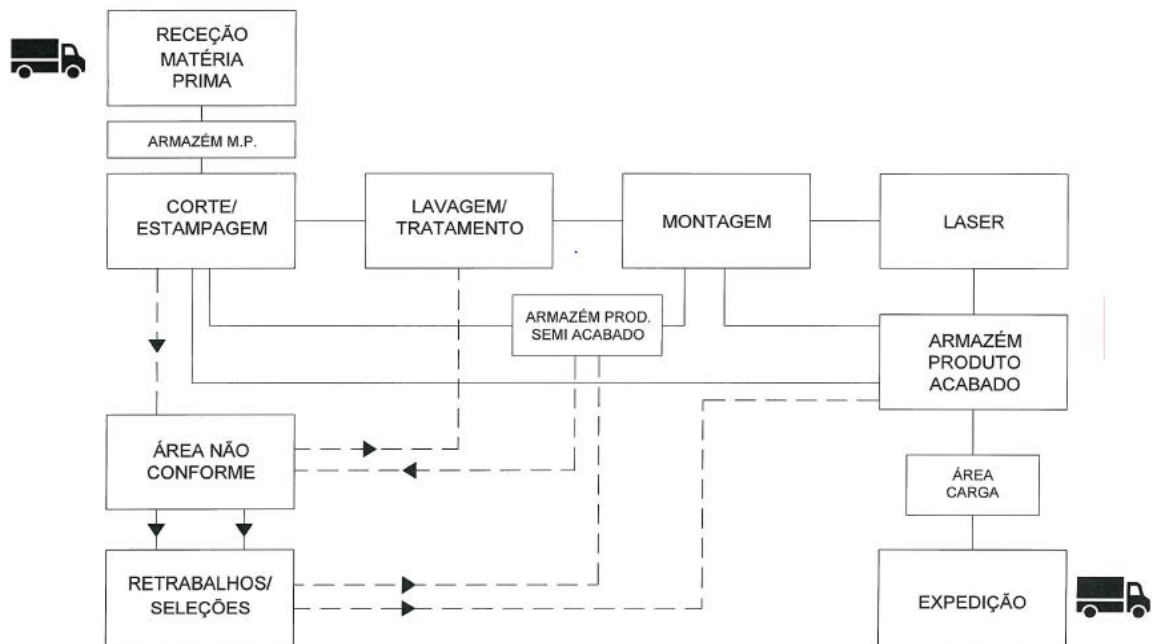 RECEÇÃO
MATÉRIA
PRIMA
ARMAZÉM M.P.
CORTE/
ESTAMPAGEM
LAVAGEM/
TRATAMENTO
MONTAGEM
LASER
ARMAZÉM PROD.
SEMI ACABADO
ARMAZÉM
PRODUTO
ACABADO
ÁREA NÃO
CONFORME
ÁREA
CARGA
RETRABALHOS/
SELEÇÕES
EXPEDIÇÃO